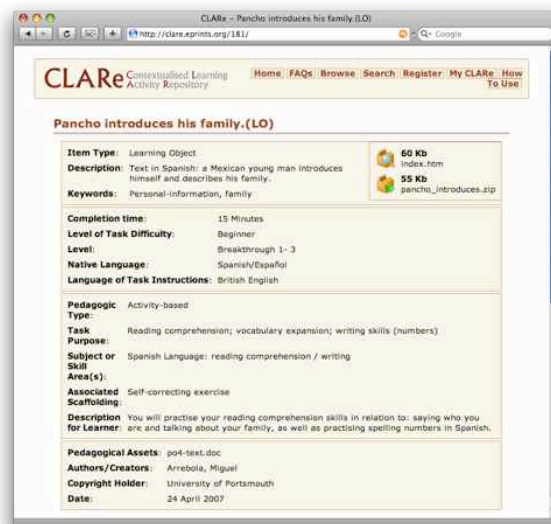 CLARe – Pancho introduces his family.(LO)
http://clare.eprints.org/181/
Google
CLARe Contextualised Learning
Activity Repository
Home FAQs Browse Search Register My CLARe How
To Use
Pancho introduces his family.(LO)
Item Type: Learning Object
Description: Text in Spanish: a Mexican young man introduces
himself and describes his family.
Keywords: Personal-information, family
60 Kb
index.htm
55 Kb
pancho_introduces.zip
Completion time: 15 Minutes
Level of Task Difficulty: Beginner
Level: Breakthrough 1- 3
Native Language: Spanish/Español
Language of Task Instructions: British English
Pedagogic Activity-based
Type:
Task Reading comprehension; vocabulary expansion; writing skills (numbers)
Purpose:
Subject or Spanish Language: reading comprehension / writing
Skill
Area(s):
Associated Self-correcting exercise
Scaffolding:
Description You will practise your reading comprehension skills in relation to: saying who you
for Learner: are and talking about your family, as well as practising spelling numbers in Spanish.
Pedagogical Assets: po4-text.doc
Authors/Creators: Arrebola, Miguel
Copyright Holder: University of Portsmouth
Date: 24 April 2007